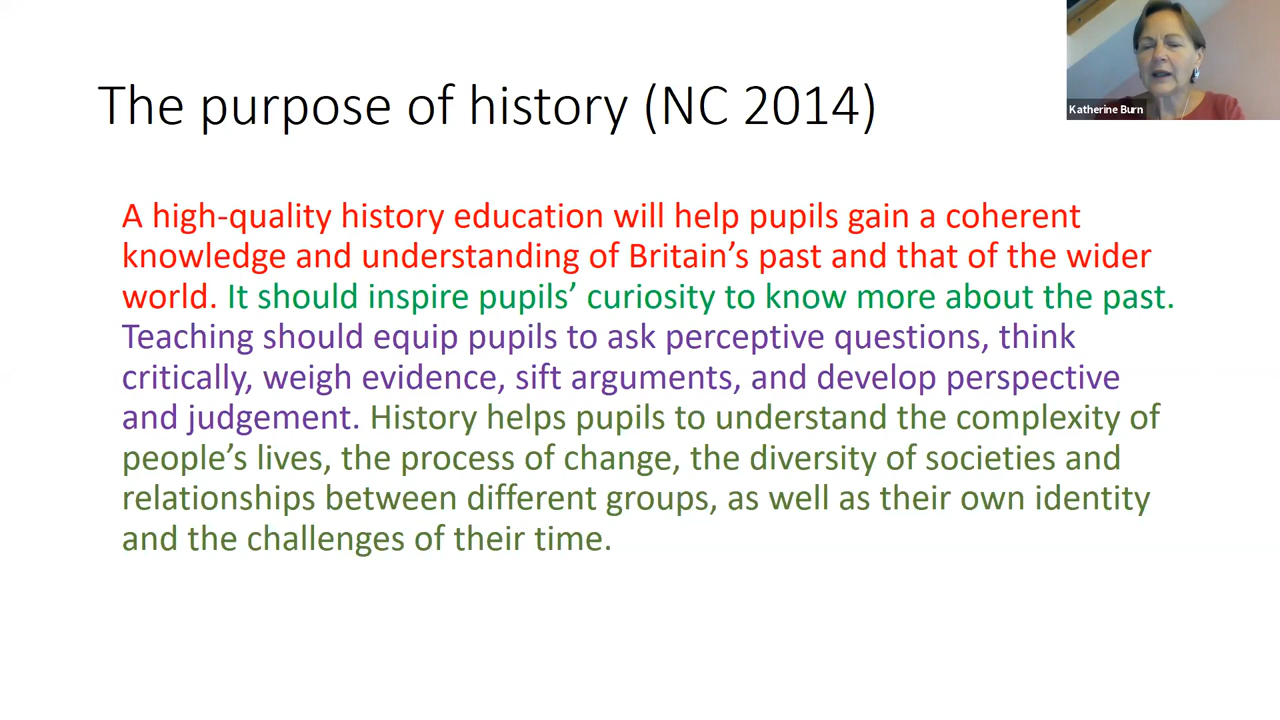 The purpose of history (NC 2014)
Katherine Burn
A high-quality history education will help pupils gain a coherent
knowledge and understanding of Britain’s past and that of the wider
world. It should inspire pupils’ curiosity to know more about the past.
Teaching should equip pupils to ask perceptive questions, think
critically, weigh evidence, sift arguments, and develop perspective
and judgement. History helps pupils to understand the complexity of
people’s lives, the process of change, the diversity of societies and
relationships between different groups, as well as their own identity
and the challenges of their time.